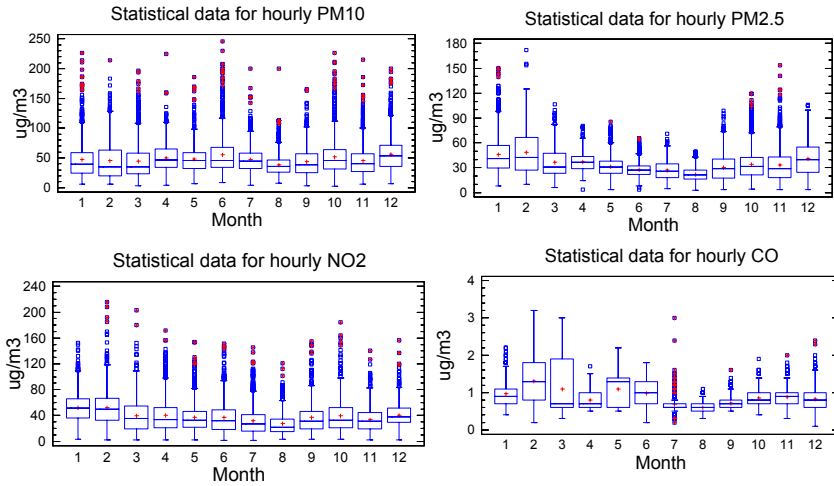 Statistical data for hourly PM10
ug/m3
250
200
150
100
50
0
1 2 3 4 5 6 7 8 9 10 11 12
Month
Statistical data for hourly PM2.5
ug/m3
180
150
120
90
60
30
0
1 2 3 4 5 6 7 8 9 10 11 12
Month
Statistical data for hourly NO2
ug/m3
240
200
160
120
80
40
0
1 2 3 4 5 6 7 8 9 10 11 12
Month
Statistical data for hourly CO
ug/m3
4
3
2
1
0
1 2 3 4 5 6 7 8 9 10 11 12
Month